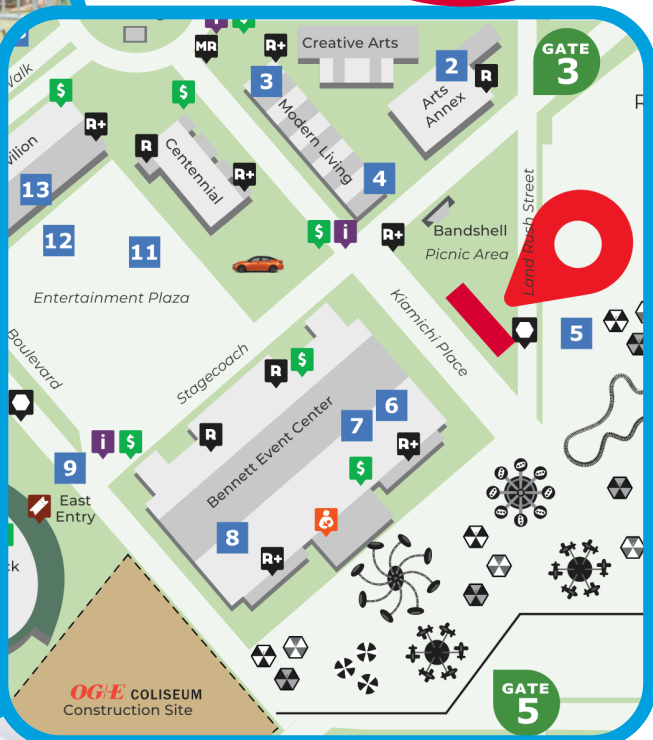 MR
R+
Creative Arts
GATE
3
Walk
3
2
R
Arts
Annex
$
$
R+
R
Modern Living
ilion
Centennial
R+
4
13
Land Rush Street
12
11
$
i
R+
Bandshell
Picnic Area
Entertainment Plaza
Kiamichi Place
5
Boulevard
Stagecoach
R
$
6
7
R
R+
Bennett Event Center
i
$
9
$
East
Entry
8
R+
ck
OG/E COLISEUM
Construction Site
GATE
5